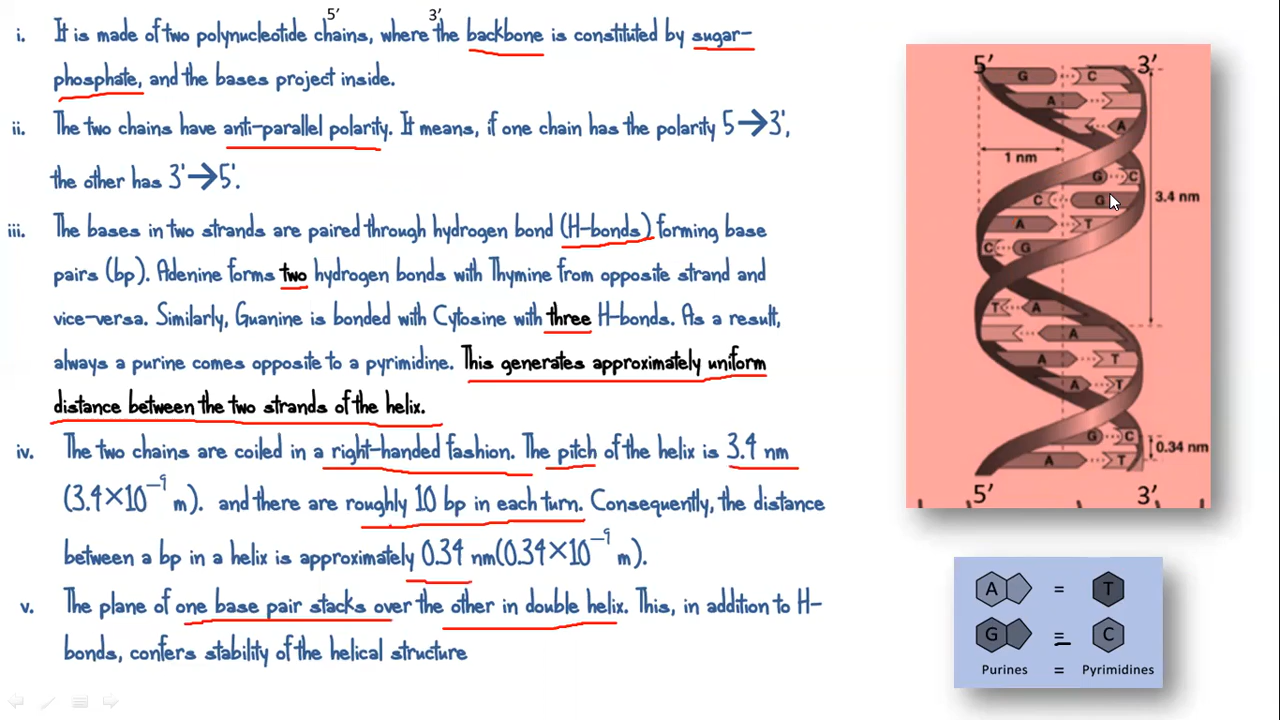 5' 3'
i. It is made of two polynucleotide chains, where the backbone is constituted by sugar-
phosphate, and the bases project inside.
ii. The two chains have anti-parallel polarity. It means, if one chain has the polarity 5→3',
the other has 3'→5'.
iii. The bases in two strands are paired through hydrogen bond (H-bonds) forming base
pairs (bp). Adenine forms two hydrogen bonds with Thymine from opposite strand and
vice-versa. Similarly, Guanine is bonded with Cytosine with three H-bonds. As a result,
always a purine comes opposite to a pyrimidine. This generates approximately uniform
distance between the two strands of the helix.
iv. The two chains are coiled in a right-handed fashion. The pitch of the helix is 3.4 nm
(3.4×10⁻⁹ m). and there are roughly 10 bp in each turn. Consequently, the distance
between a bp in a helix is approximately 0.34 nm(0.34×10⁻⁹ m).
v. The plane of one base pair stacks over the other in double helix. This, in addition to H-
bonds, confers stability of the helical structure
5' 3'
G C
A
A
1 nm
G C
3.4 nm
C G
A T
C G
T A
A
A T
A T
G C
0.34 nm
A T
5' 3'
A = T
G = C
Purines = Pyrimidines